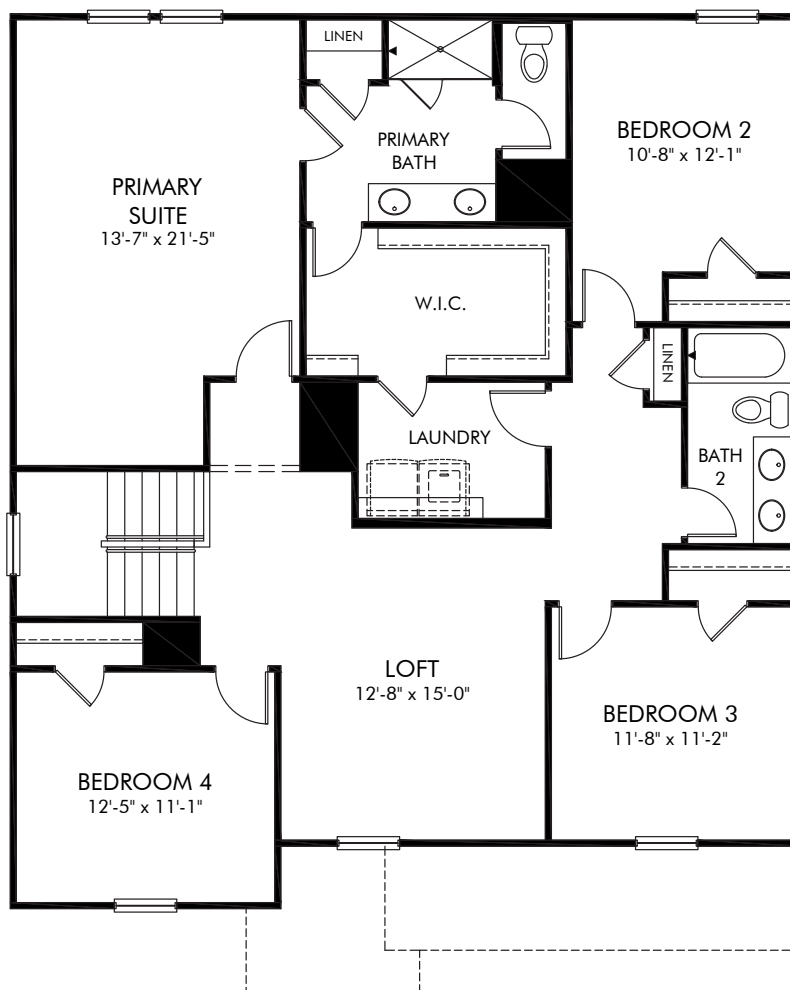 LINEN
PRIMARY
BATH
BEDROOM 2
10'-8" x 12'-1"
PRIMARY
SUITE
13'-7" x 21'-5"
W.I.C.
LINEN
LAUNDRY
BATH
2
LOFT
12'-8" x 15'-0"
BEDROOM 3
11'-8" x 11'-2"
BEDROOM 4
12'-5" x 11'-1"